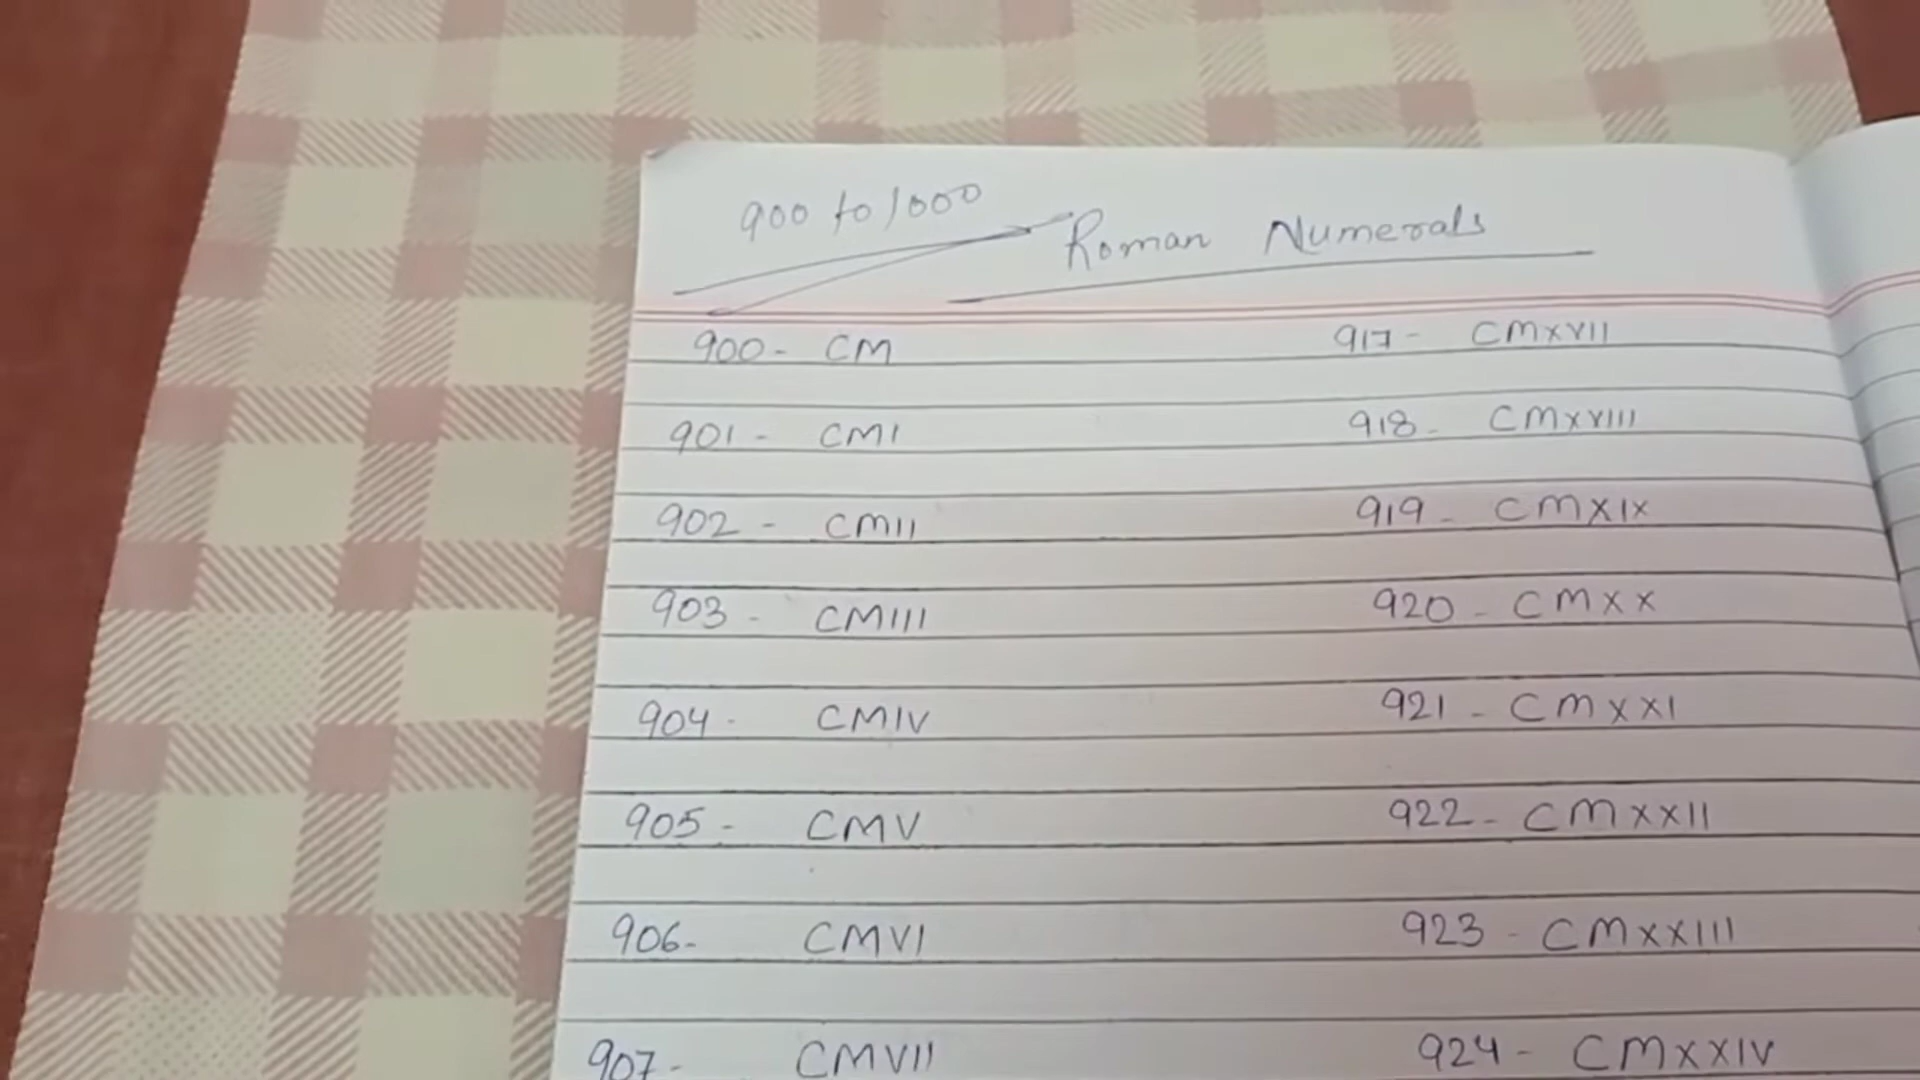 900 to 1000
Roman Numerals
900 - CM
901 - CMI
902 - CMII
903 - CMIII
904 - CMIV
905 - CMV
906 - CMVI
907 - CMVII
917 - CMXVII
918 - CMXVIII
919 - CMXIX
920 - CMXX
921 - CMXXI
922 - CMXXII
923 - CMXXIII
924 - CMXXIV